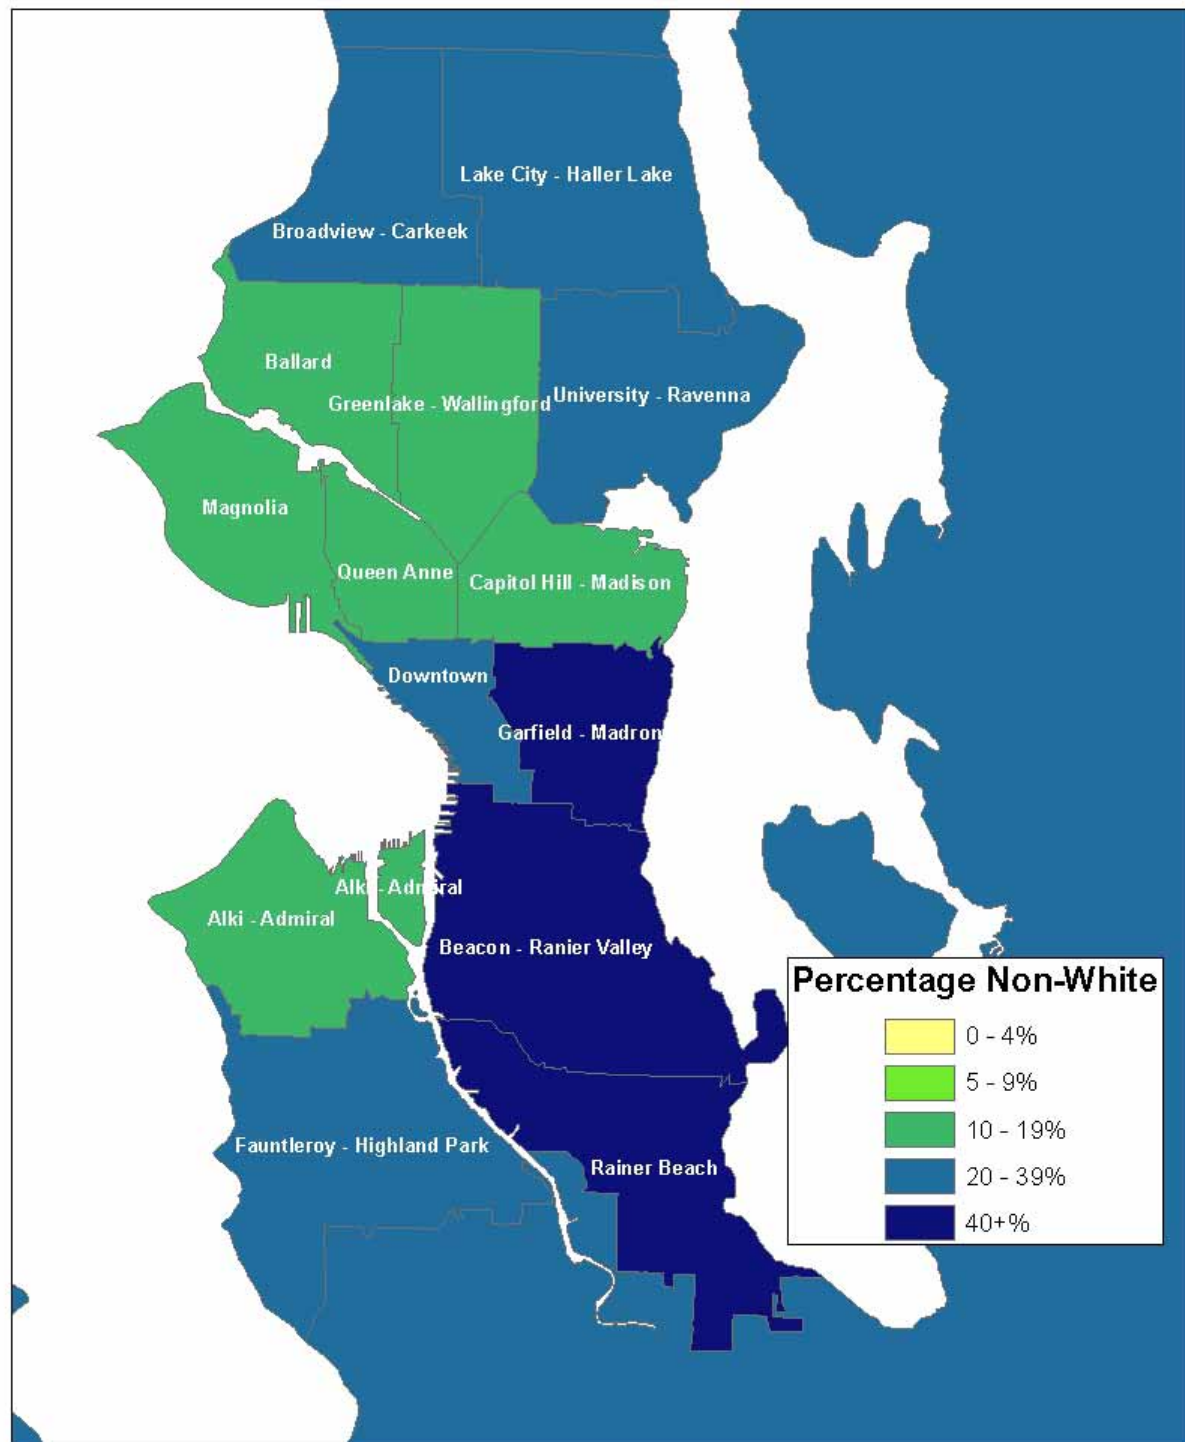 Lake City - Haller Lake
Broadview - Carkeek
Ballard
Greenlake - Wallingford
University - Ravenna
Magnolia
Queen Anne
Capitol Hill - Madison
Downtown
Garfield - Madron
Alki - Admiral
Alki - Admiral
Beacon - Ranier Valley
Fauntleroy - Highland Park
Rainer Beach
Percentage Non-White
0 - 4%
5 - 9%
10 - 19%
20 - 39%
40+%